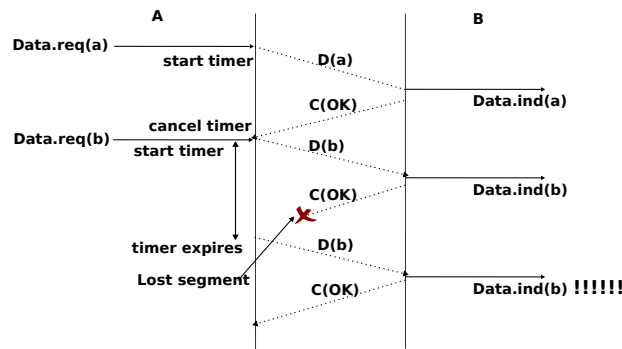 A
B
Data.req(a)
start timer
D(a)
Data.ind(a)
C(OK)
cancel timer
Data.req(b)
start timer
D(b)
Data.ind(b)
C(OK)
timer expires
D(b)
Lost segment
C(OK)
Data.ind(b) !!!!!!